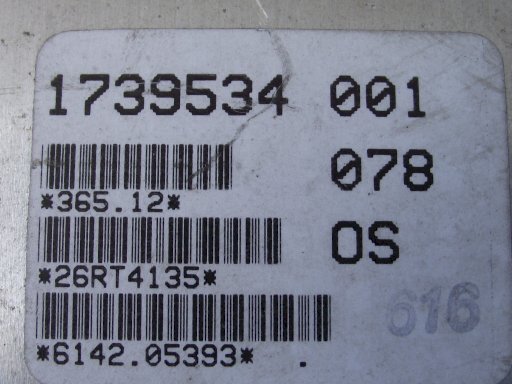 1739534 001
078
*365.12*
OS
*26RT4135*
616
*6142.05393* .